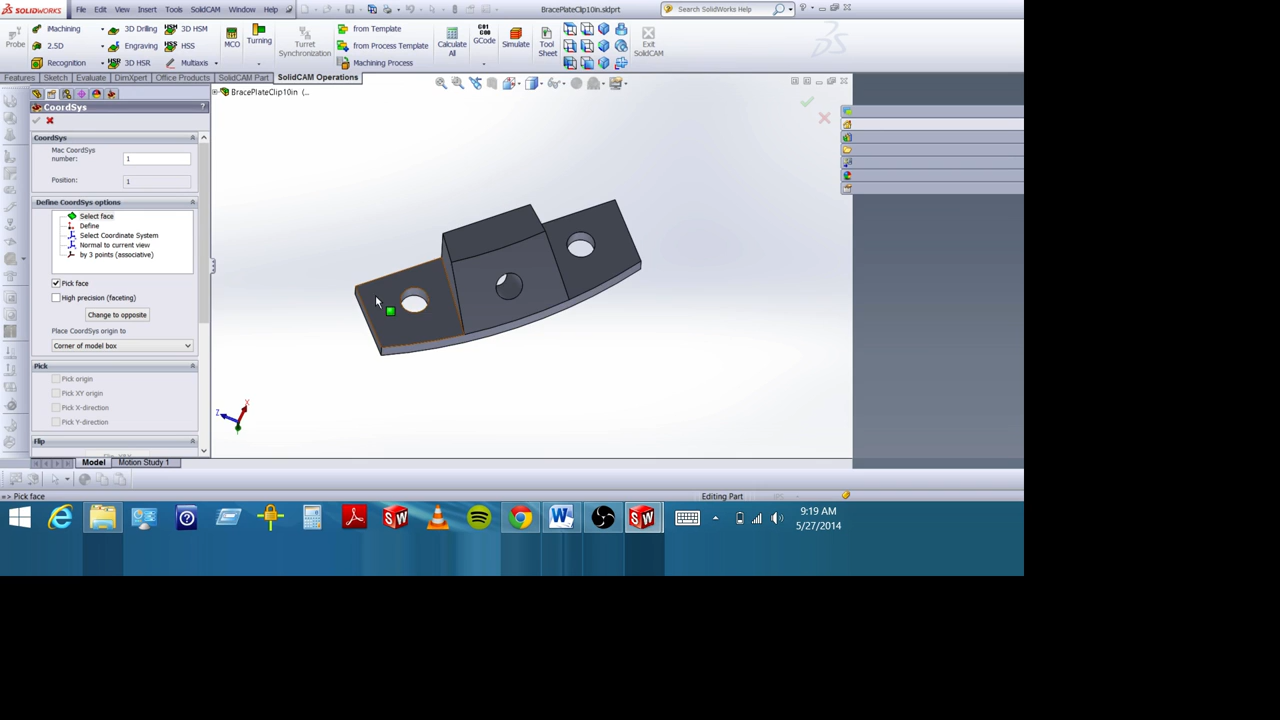 SOLIDWORKS File Edit View Insert Tools SolidCAM Window Help BracePlateClip10in.sldprt Search SolidWorks Help
Probe iMachining 3D Drilling 3D HSM MCO Turning Turret Synchronization from Template Calculate All GCode Simulate Tool Sheet Exit SolidCAM
2.5D Engraving HSS from Process Template
Recognition 3D HSR Multiaxis Machining Process
Features Sketch Evaluate DimXpert Office Products SolidCAM Part SolidCAM Operations
BracePlateClip10in (...
CoordSys ?
CoordSys
Mac CoordSys number: 1
Position: 1
Define CoordSys options
Select face
Define
Select Coordinate System
Normal to current view
by 3 points (associative)
Pick face
High precision (faceting)
Change to opposite
Place CoordSys origin to
Corner of model box
Pick
Pick origin
Pick XY origin
Pick X-direction
Pick Y-direction
Flip
X
Z
Model Motion Study 1
=> Pick face Editing Part IPS
9:19 AM
5/27/2014